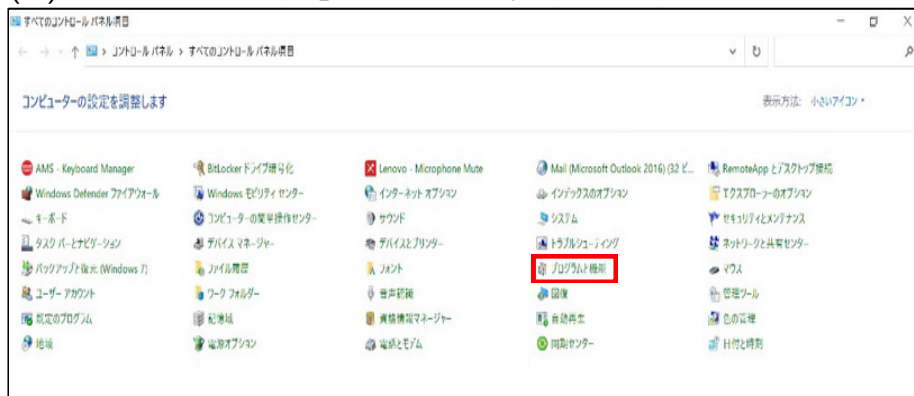 すべてのコントロール パネル項目
コントロール パネル > すべてのコントロール パネル項目
コンピューターの設定を調整します
表示方法: 小さいアイコン
AMS - Keyboard Manager
BitLocker ドライブ暗号化
Lenovo - Microphone Mute
Mail (Microsoft Outlook 2016) (32 ビ...
RemoteApp とデスクトップ接続
Windows Defender ファイアウォール
Windows モビリティ センター
インターネット オプション
インデックスのオプション
エクスプローラーのオプション
キーボード
コンピューターの簡単操作センター
サウンド
システム
セキュリティとメンテナンス
タスク バーとナビゲーション
デバイス マネージャー
デバイスとプリンター
トラブルシューティング
ネットワークと共有センター
バックアップと復元 (Windows 7)
ファイル履歴
フォント
プログラムと機能
マウス
ユーザー アカウント
ワーク フォルダー
音声認識
回復
管理ツール
既定のプログラム
記憶域
資格情報マネージャー
自動再生
色の管理
地域
電源オプション
電話とモデム
同期センター
日付と時刻